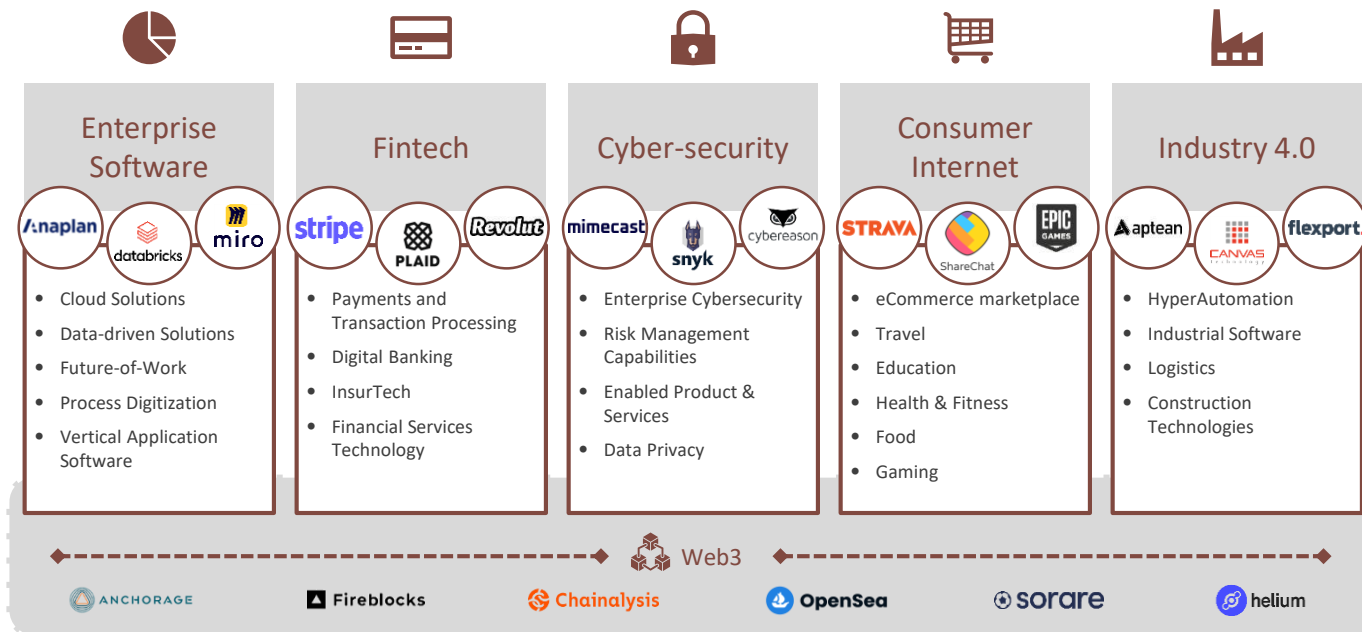 Enterprise
Software
Anaplan
databricks
miro
• Cloud Solutions
• Data-driven Solutions
• Future-of-Work
• Process Digitization
• Vertical Application
Software
Fintech
stripe
PLAID
Revolut
• Payments and
Transaction Processing
• Digital Banking
• InsurTech
• Financial Services
Technology
Cyber-security
mimecast
snyk
cybereason
• Enterprise Cybersecurity
• Risk Management
Capabilities
• Enabled Product &
Services
• Data Privacy
Consumer
Internet
STRAVA
ShareChat
EPIC
GAMES
• eCommerce marketplace
• Travel
• Education
• Health & Fitness
• Food
• Gaming
Industry 4.0
aptean
CANVAS
Technology
flexport.
• HyperAutomation
• Industrial Software
• Logistics
• Construction
Technologies
Web3
ANCHORAGE
Fireblocks
Chainalysis
OpenSea
sorare
helium